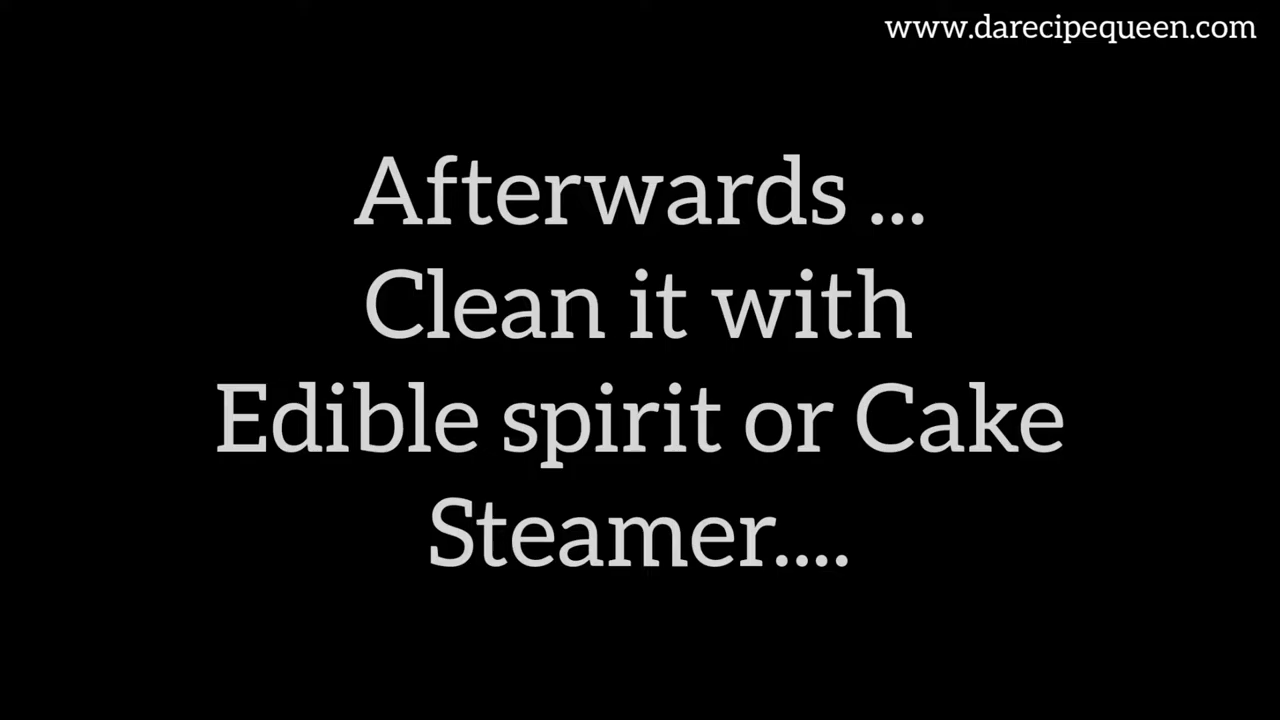 www.darecipequeen.com
Afterwards ...
Clean it with
Edible spirit or Cake
Steamer....